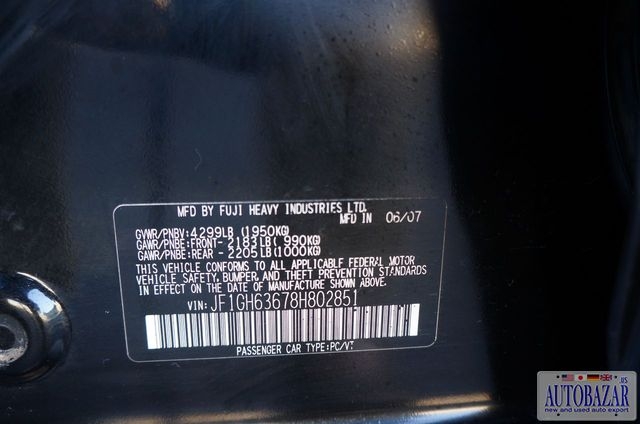 MFD BY FUJI HEAVY INDUSTRIES LTD.
MFD IN 06/07
GVWR/PNBV: 4299LB (1950KG)
GAWR/PNBE: FRONT- 2183LB ( 990KG)
GAWR/PNBE: REAR - 2205LB (1000KG)
THIS VEHICLE CONFORMS TO ALL APPLICABLE FEDERAL MOTOR
VEHICLE SAFETY, BUMPER, AND THEFT PREVENTION STANDARDS
IN EFFECT ON THE DATE OF MANUFACTURE SHOWN ABOVE.
VIN: JF1GH63678H802851
PASSENGER CAR TYPE:PC/VT
.US
AUTOBAZAR
new and used auto export